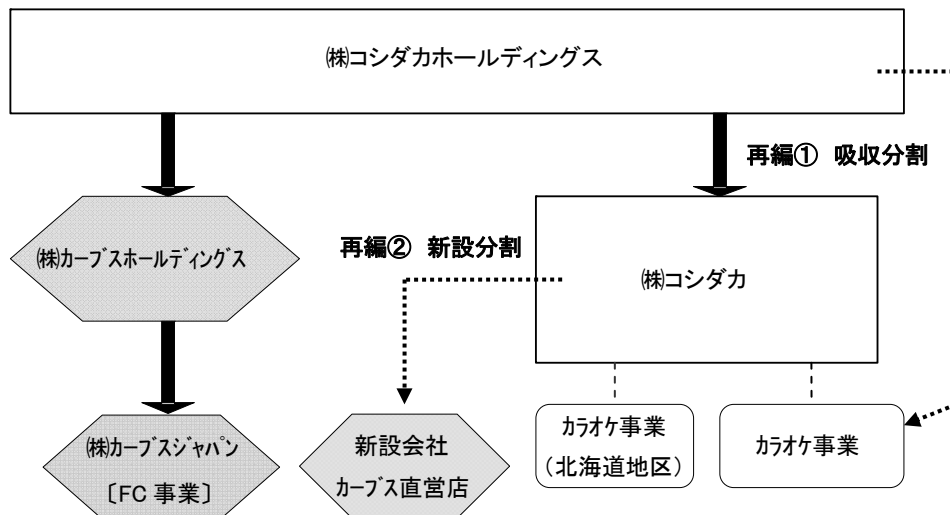 ㈱コシダカホールディングス
再編① 吸収分割
㈱カーブスホールディングス
再編② 新設分割
㈱コシダカ
㈱カーブスジャパン
〔FC 事業〕
新設会社
カーブス直営店
カラオケ事業
(北海道地区)
カラオケ事業